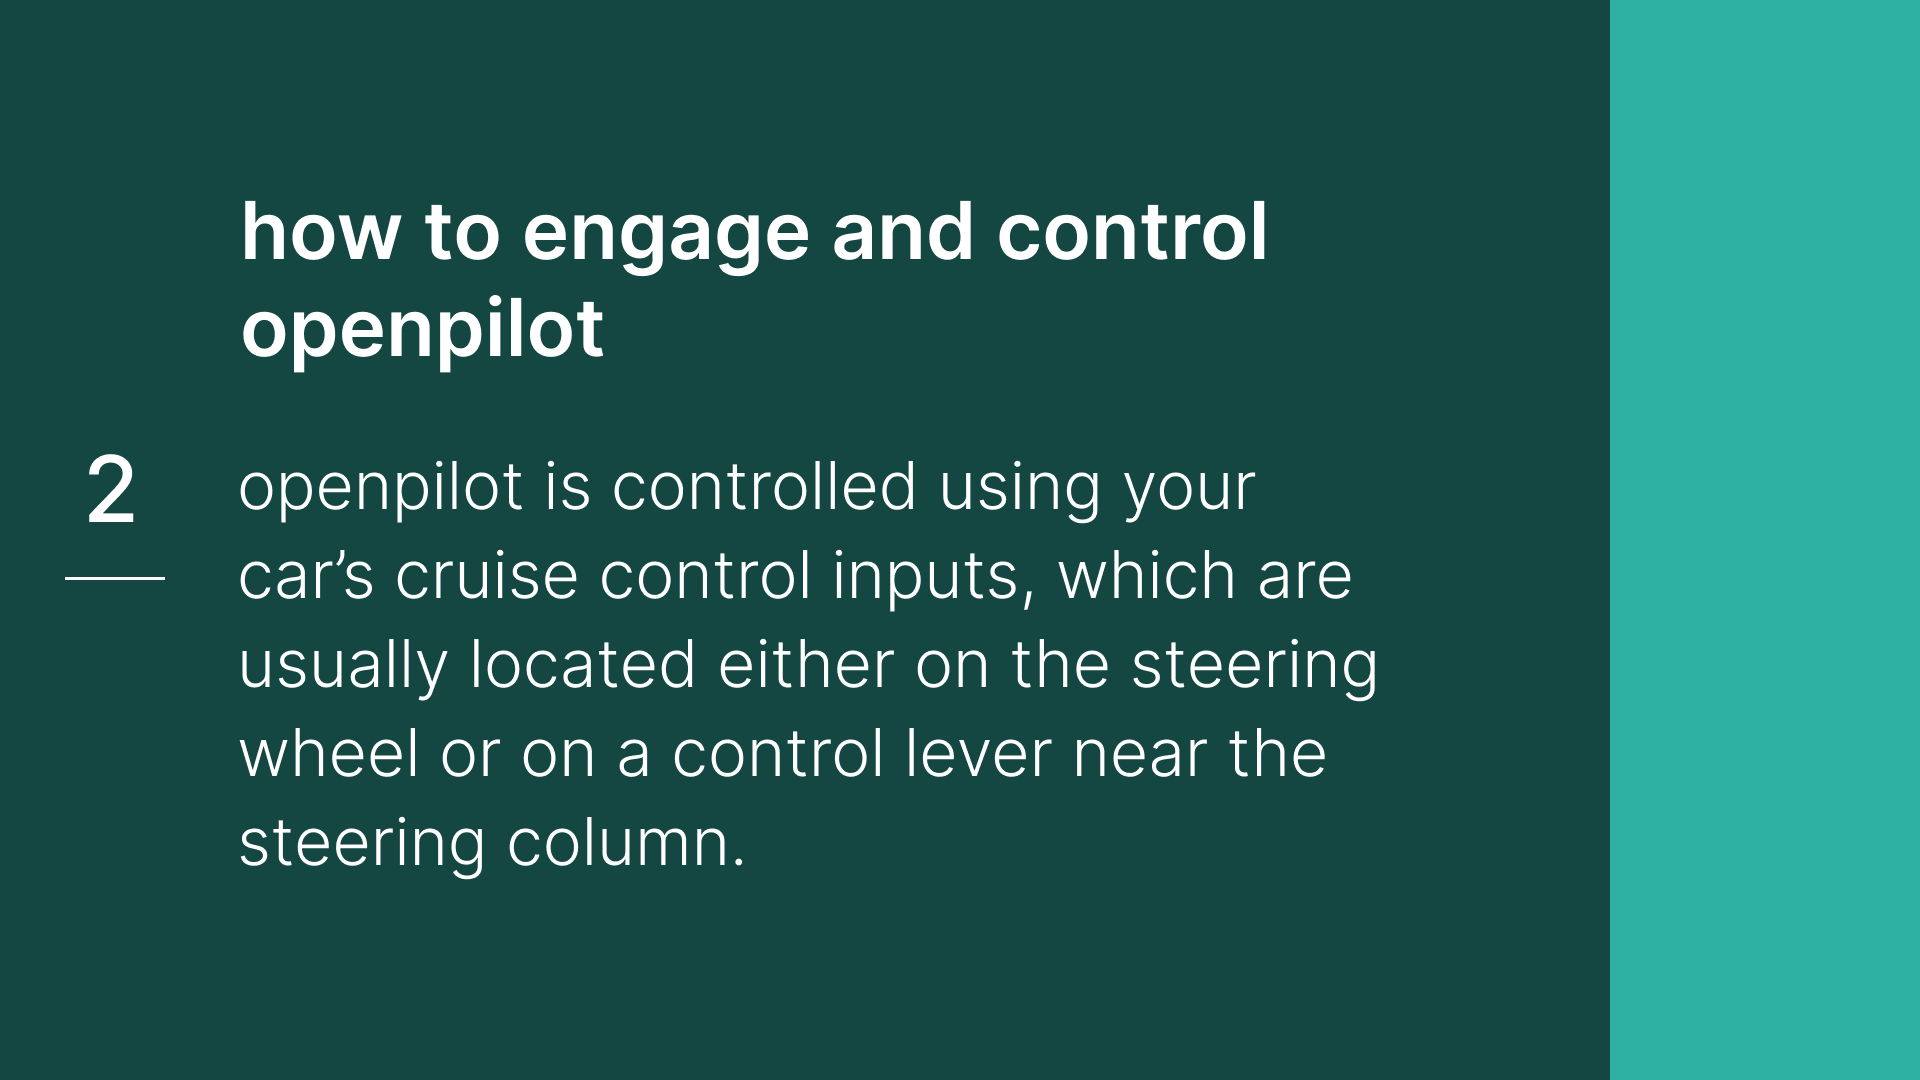 how to engage and control
openpilot
2
openpilot is controlled using your
car’s cruise control inputs, which are
usually located either on the steering
wheel or on a control lever near the
steering column.